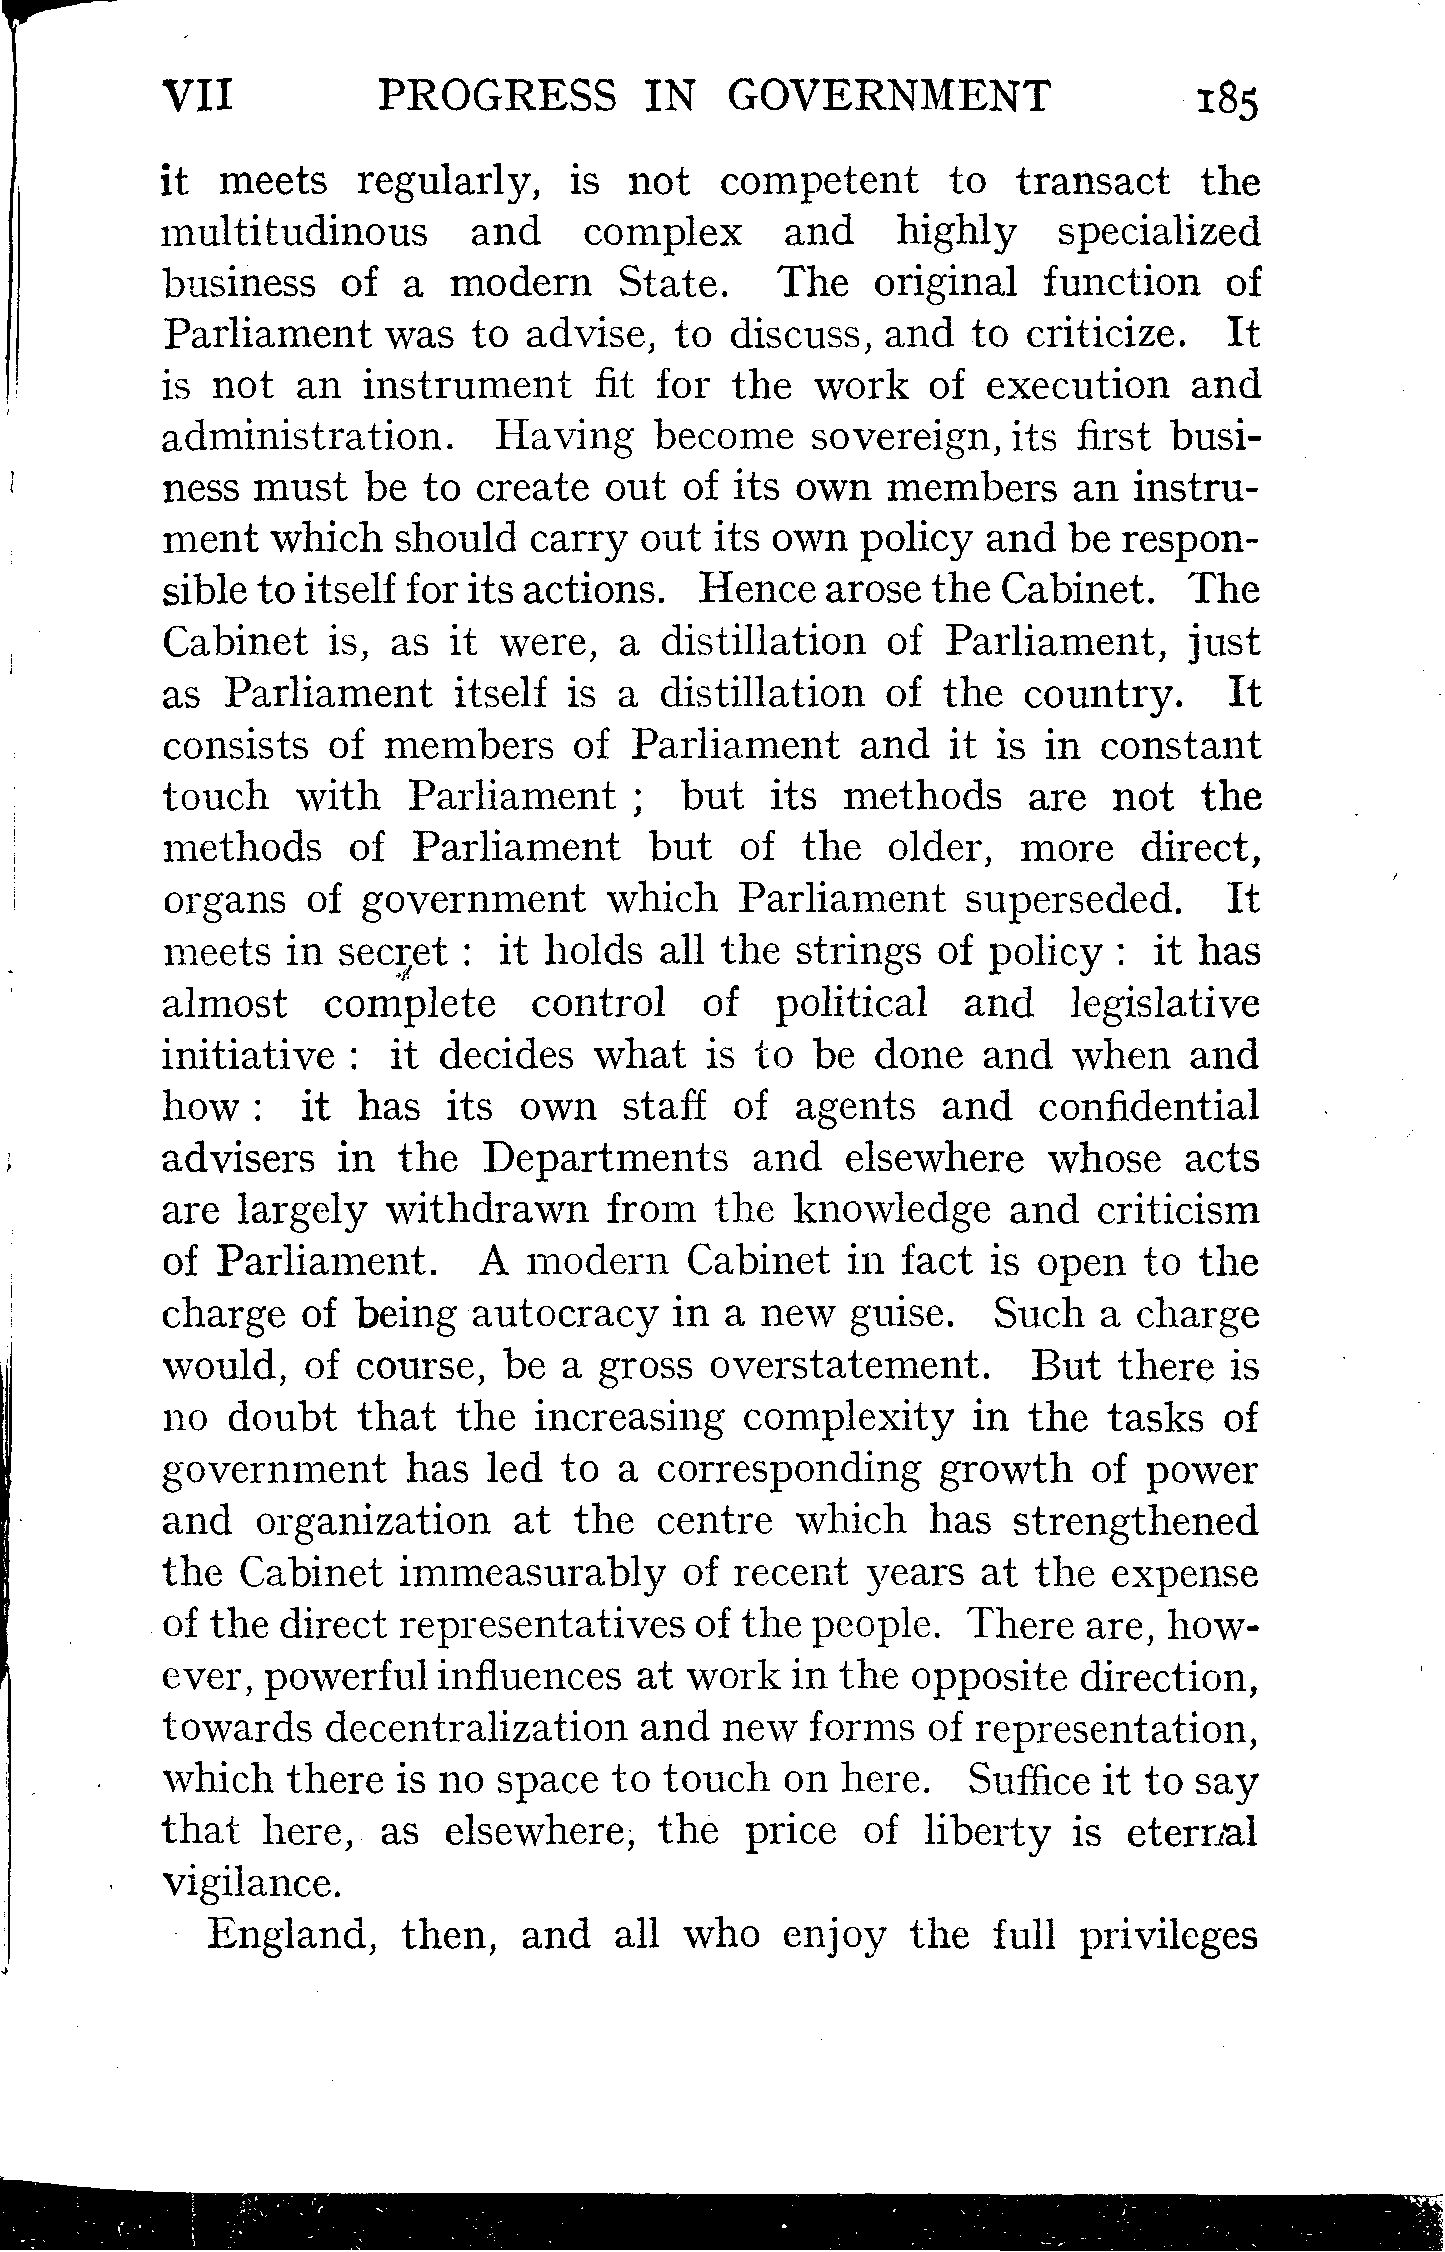 VII PROGRESS IN GOVERNMENT 185
it meets regularly, is not competent to transact the
multitudinous and complex and highly specialized
business of a modern State. The original function of
Parliament was to advise, to discuss, and to criticize. It
is not an instrument fit for the work of execution and
administration. Having become sovereign, its first busi-
ness must be to create out of its own members an instru-
ment which should carry out its own policy and be respon-
sible to itself for its actions. Hence arose the Cabinet. The
Cabinet is, as it were, a distillation of Parliament, just
as Parliament itself is a distillation of the country. It
consists of members of Parliament and it is in constant
touch with Parliament ; but its methods are not the
methods of Parliament but of the older, more direct,
organs of government which Parliament superseded. It
meets in secret : it holds all the strings of policy : it has
almost complete control of political and legislative
initiative : it decides what is to be done and when and
how : it has its own staff of agents and confidential
advisers in the Departments and elsewhere whose acts
are largely withdrawn from the knowledge and criticism
of Parliament. A modern Cabinet in fact is open to the
charge of being autocracy in a new guise. Such a charge
would, of course, be a gross overstatement. But there is
no doubt that the increasing complexity in the tasks of
government has led to a corresponding growth of power
and organization at the centre which has strengthened
the Cabinet immeasurably of recent years at the expense
of the direct representatives of the people. There are, how-
ever, powerful influences at work in the opposite direction,
towards decentralization and new forms of representation,
which there is no space to touch on here. Suffice it to say
that here, as elsewhere, the price of liberty is eternal
vigilance.
England, then, and all who enjoy the full privileges